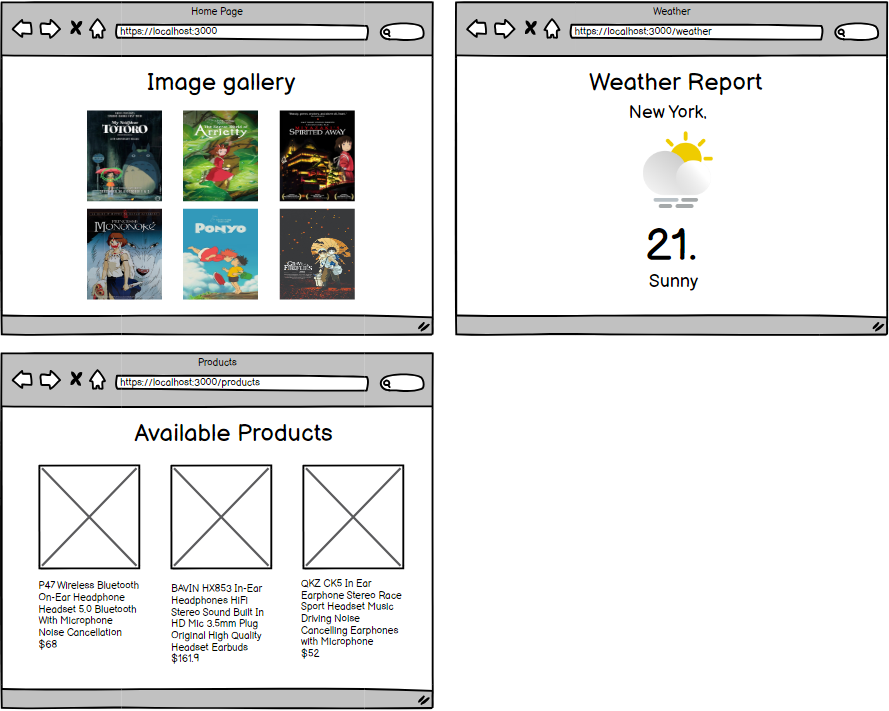 Home Page
https://localhost:3000
Image gallery
My Neighbor
TOTORO
The Secret World of
Arrietty
SPIRITED AWAY
PRINCESS
MONONOKE
PONYO
GRAVE
FIREFLIES
Weather
https://localhost:3000/weather
Weather Report
New York,
21.
Sunny
Products
https://localhost:3000/products
Available Products
P47 Wireless Bluetooth
On-Ear Headphone
Headset 5,0 Bluetooth
With Microphone
Noise Cancellation
$68
BAVIN HX853 In-Ear
Headphones HiFi
Stereo Sound Built In
HD Mic 3.5mm Plug
Original High Quality
Headset Earbuds
$161.9
QKZ CK5 In Ear
Earphone Stereo Race
Sport Headset Music
Driving Noise
Cancelling Earphones
with Microphone
$52